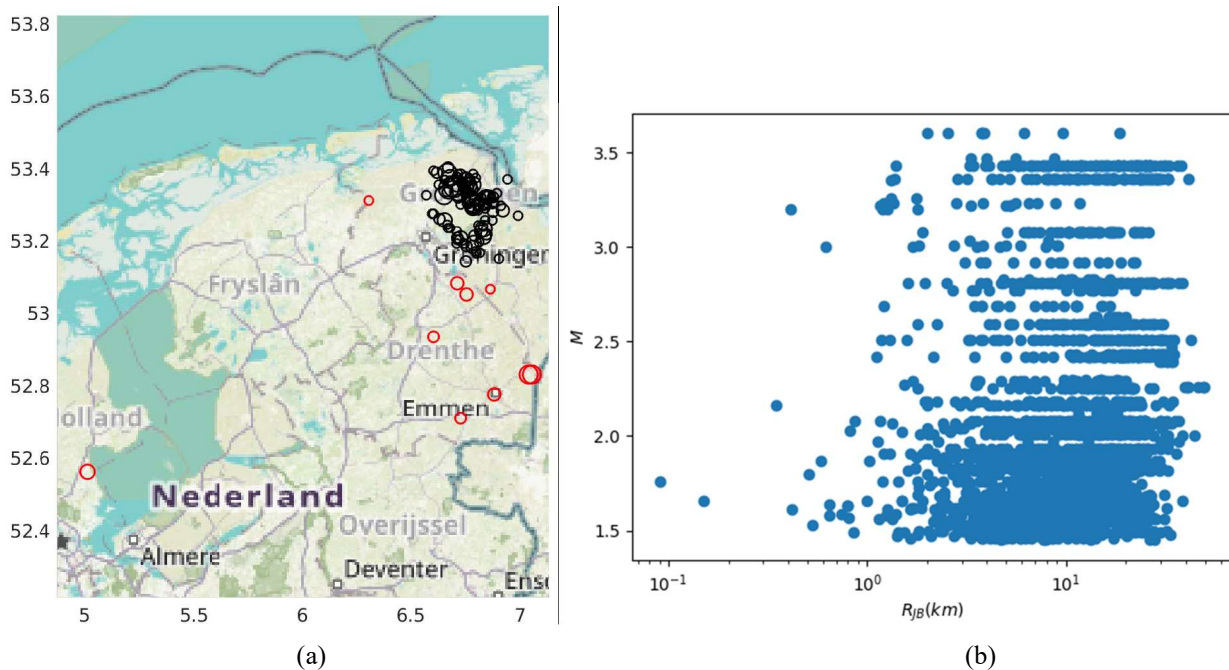 53.8
53.6
53.4
53.2
53
52.8
52.6
52.4
5
5.5
6
6.5
7
Groningen
Fryslân
Drenthe
Emmen
olland
Nederland
Overijssel
Almere
Deventer
Ens
(a)
3.5
3.0
2.5
2.0
1.5
M
10⁻¹
10⁰
10¹
R_JB(km)
(b)